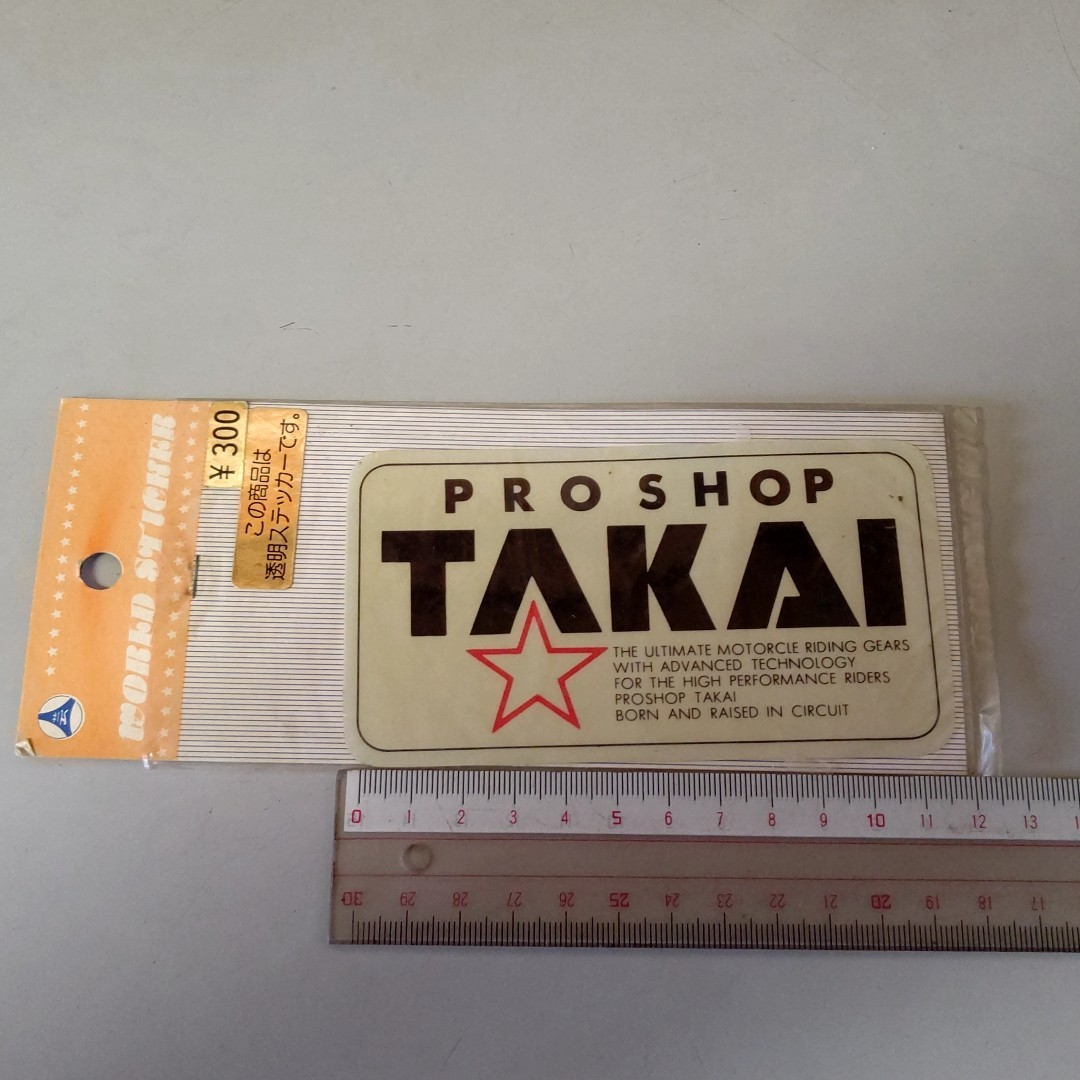 WORLD STICKER
¥300
この商品は
透明ステッカーです。
PRO SHOP
TAKAI
THE ULTIMATE MOTORCLE RIDING GEARS
WITH ADVANCED TECHNOLOGY
FOR THE HIGH PERFORMANCE RIDERS
PROSHOP TAKAI
BORN AND RAISED IN CIRCUIT
0 1 2 3 4 5 6 7 8 9 10 11 12 13
30 29 28 27 26 25 24 23 22 21 20 19 18 17